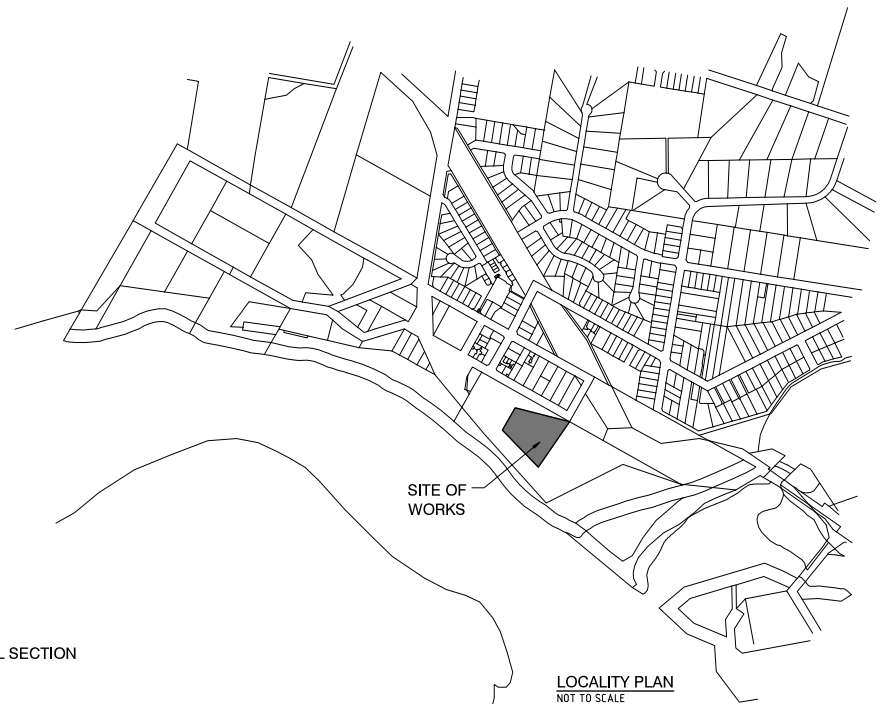 SITE OF
WORKS
L SECTION
LOCALITY PLAN
NOT TO SCALE